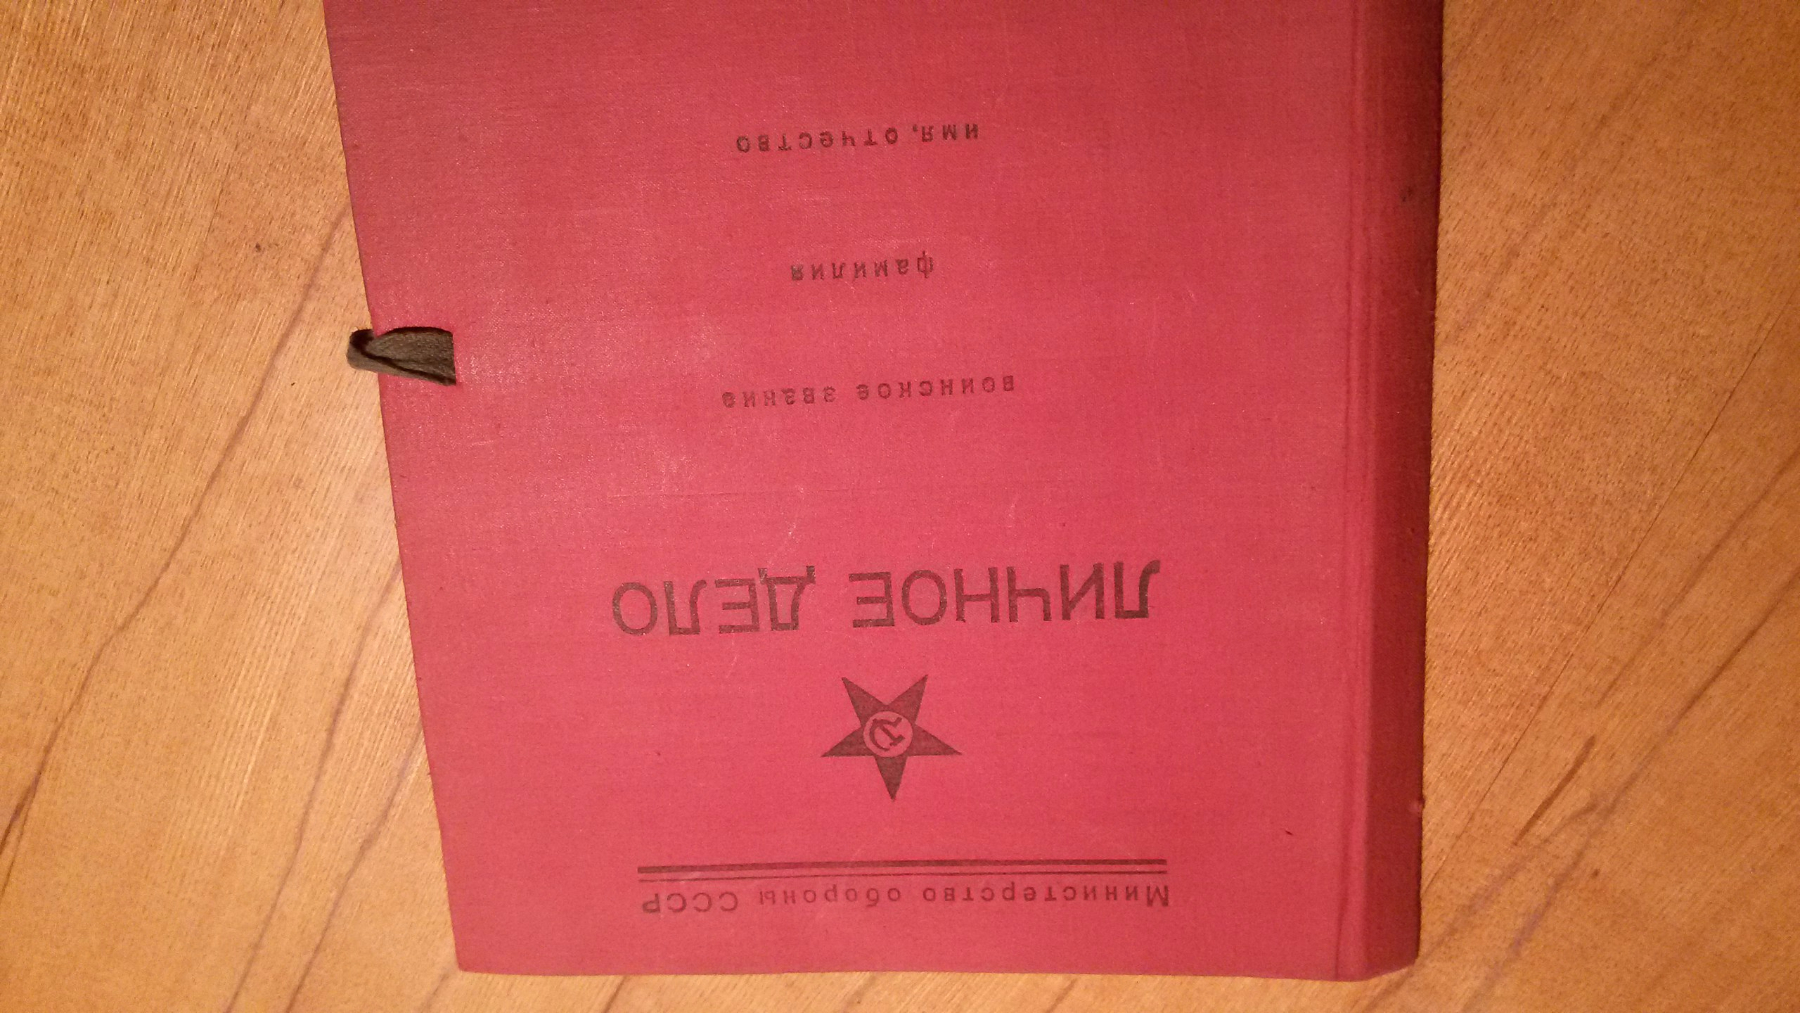 Министерство обороны СССР
ЛИЧНОЕ ДЕЛО
воинское звание
фамилия
имя, отчество